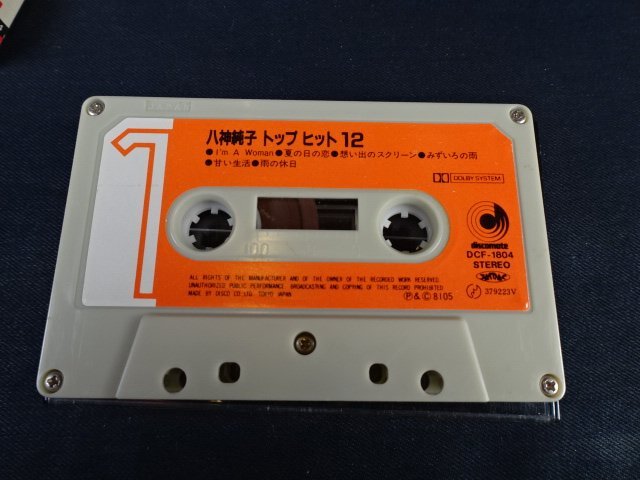 JAPAN
1
八神純子 トップ ヒット 12
●I'm A Woman●夏の日の恋●想い出のスクリーン●みずいろの雨
●甘い生活●雨の休日
DOLBY SYSTEM
discomate
DCF-1804
STEREO
100
ALL RIGHTS OF THE MANUFACTURER AND OF THE OWNER OF THE RECORDED WORK RESERVED
UNAUTHORIZED PUBLIC PERFORMANCE. BROADCASTING AND COPYING OF THIS RECORD PROHIBITED
MADE BY DISCO CO.,LTD. TOKYO JAPAN
Ⓟ&Ⓒ8105
379223V